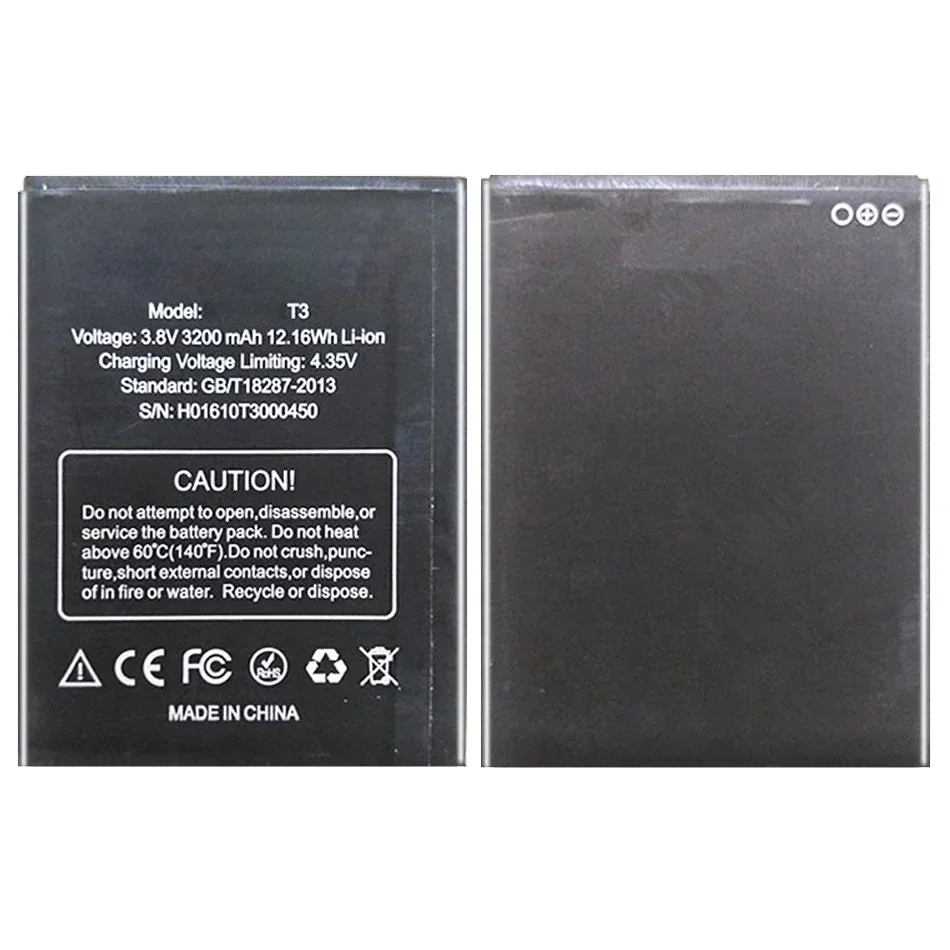 Model: T3
Voltage: 3.8V 3200 mAh 12.16Wh Li-ion
Charging Voltage Limiting: 4.35V
Standard: GB/T18287-2013
S/N: H01610T3000450
CAUTION!
Do not attempt to open,disassemble,or
service the battery pack. Do not heat
above 60°C(140°F).Do not crush,punc-
ture,short external contacts,or dispose
of in fire or water. Recycle or dispose.
CE FC RoHS
MADE IN CHINA